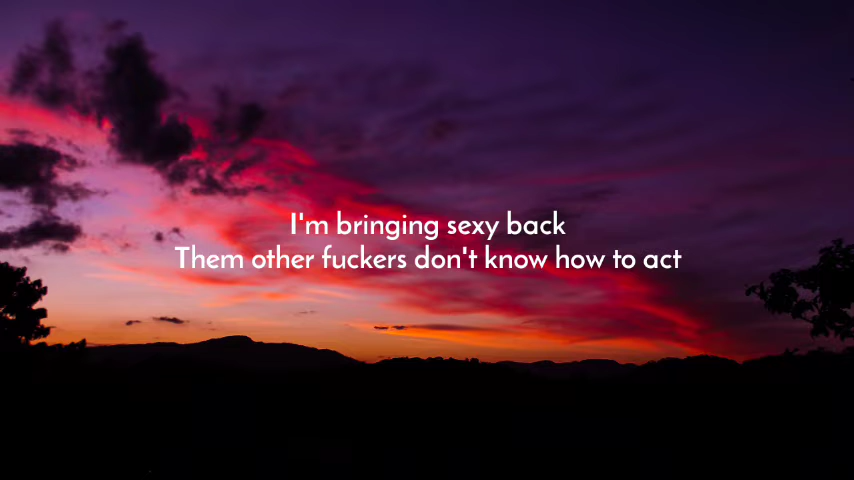 I'm bringing sexy back
Them other fuckers don't know how to act